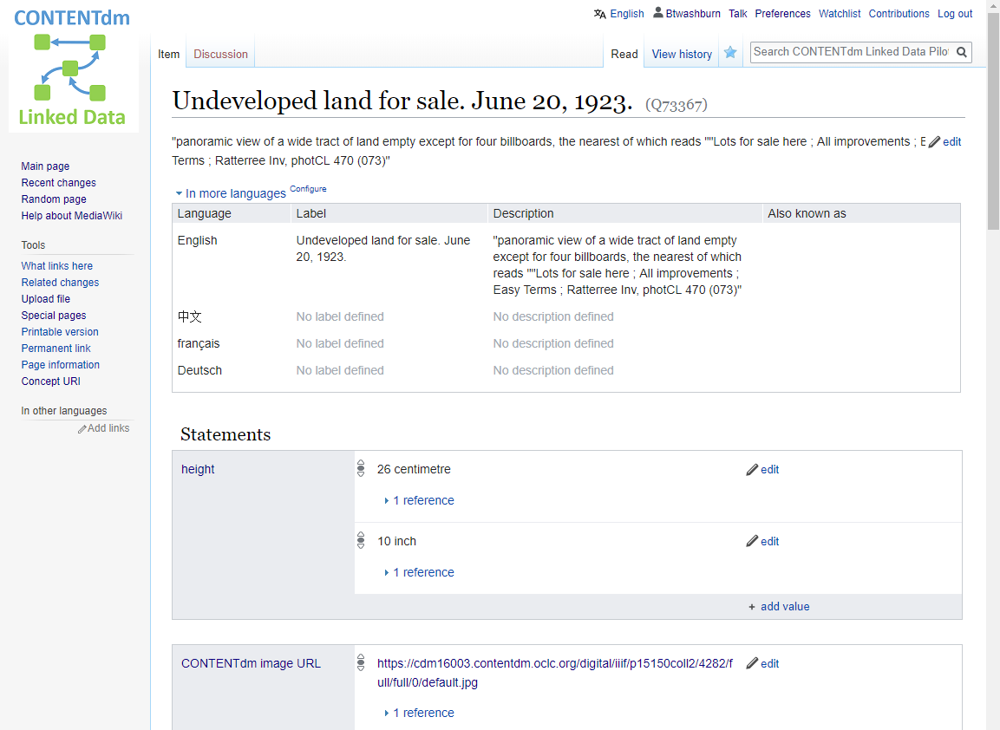 CONTENTdm
Linked Data
English Btwashburn Talk Preferences Watchlist Contributions Log out
Item Discussion Read View history Search CONTENTdm Linked Data Pilo
Undeveloped land for sale. June 20, 1923. (Q73367)
"panoramic view of a wide tract of land empty except for four billboards, the nearest of which reads ""Lots for sale here ; All improvements ; E edit
Terms ; Ratterree Inv, photCL 470 (073)"
In more languages Configure
Language Label Description Also known as
English Undeveloped land for sale. June "panoramic view of a wide tract of land empty
20, 1923. except for four billboards, the nearest of which
reads ""Lots for sale here ; All improvements ;
Easy Terms ; Ratterree Inv, photCL 470 (073)"
中文 No label defined No description defined
français No label defined No description defined
Deutsch No label defined No description defined
Main page
Recent changes
Random page
Help about MediaWiki
Tools
What links here
Related changes
Upload file
Special pages
Printable version
Permanent link
Page information
Concept URI
In other languages
Add links
Statements
height 26 centimetre edit
1 reference
10 inch edit
1 reference
+ add value
CONTENTdm image URL https://cdm16003.contentdm.oclc.org/digital/iiif/p15150coll2/4282/f edit
ull/full/0/default.jpg
1 reference